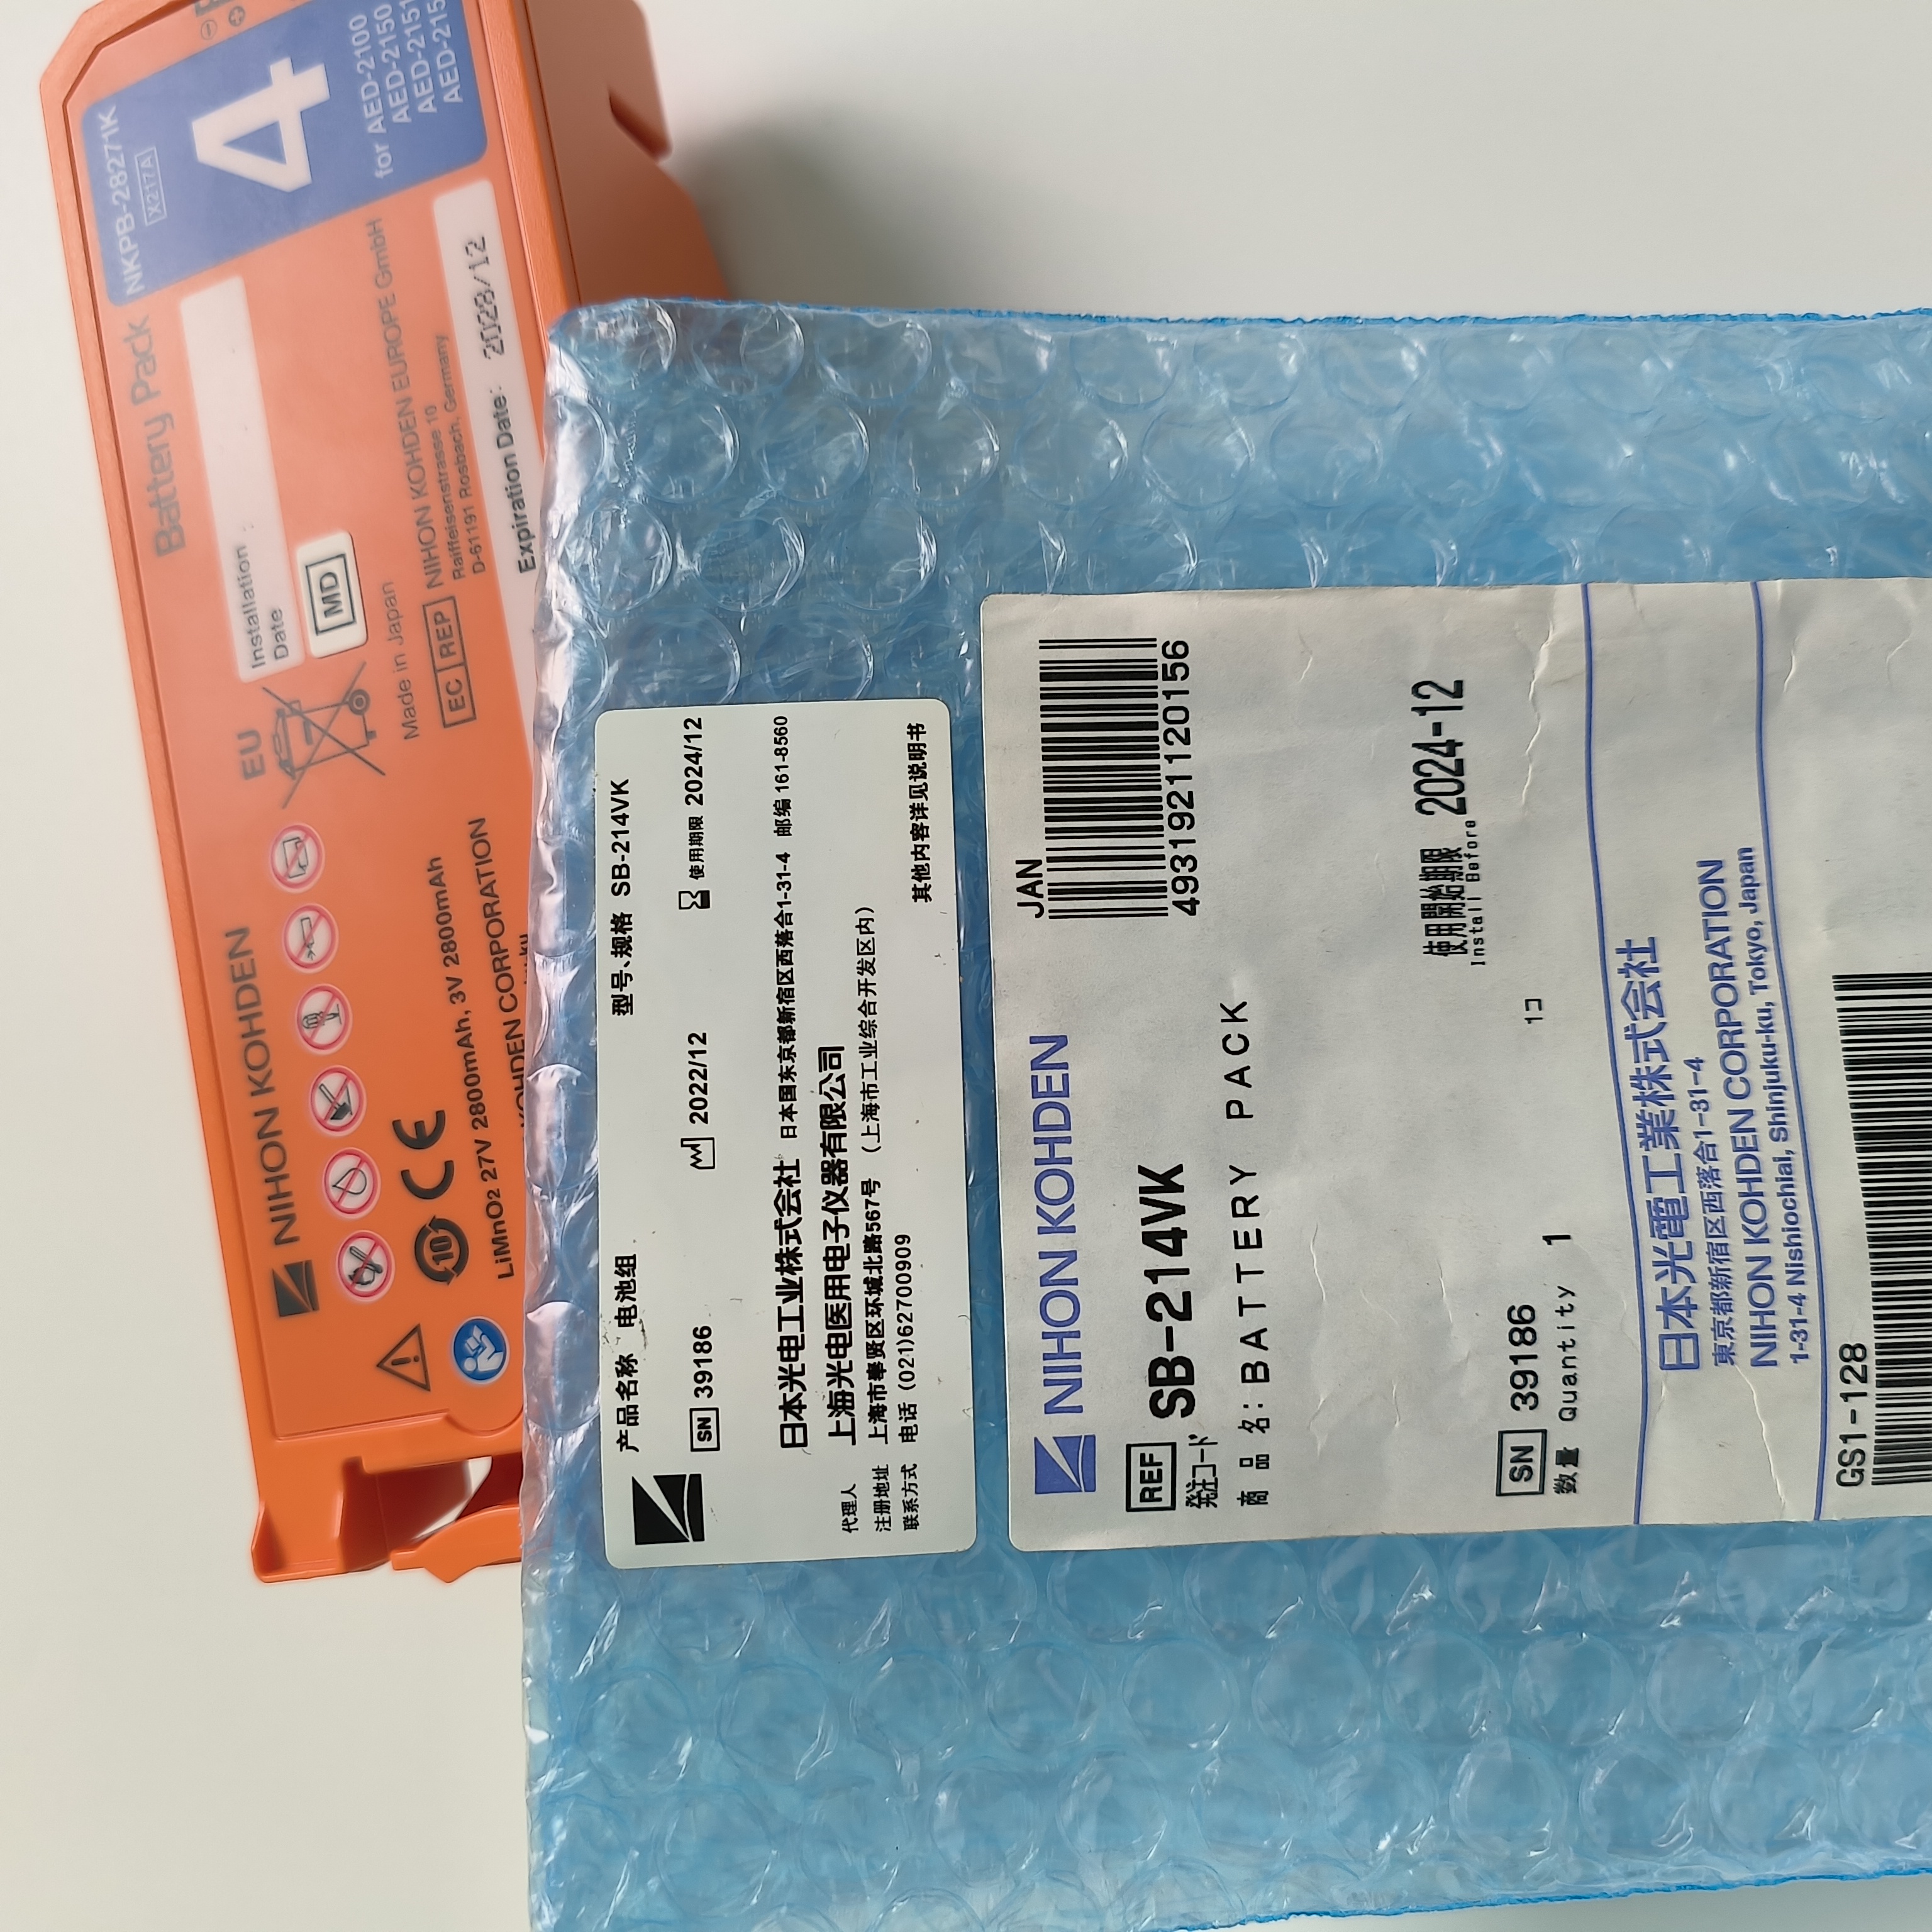 NKPB-28271K
X217A
4
for AED-2100
AED-2150
AED-2151
Battery Pack
Installation
Date
MD
EU
Made in Japan
EC REP NIHON KOHDEN EUROPE GmbH
Raiffeisenstrasse 10
D-61191 Rosbach, Germany
Expiration Date: 2028/12
NIHON KOHDEN
10
CE
LiMnO2 27V 2800mAh, 3V 2800mAh
NIHON KOHDEN CORPORATION
产品名称 电池组 型号、规格 SB-214VK
SN 39186 2022/12 使用期限 2024/12
日本光电工业株式会社 日本国东京都新宿区西落合1-31-4 邮编 161-8560
代理人 上海光电医用电子仪器有限公司
注册地址 上海市奉贤区环城北路567号 (上海市工业综合开发区内)
联系方式 电话 (021)62700909 其他内容详见说明书
NIHON KOHDEN
JAN
4931921120156
REF SB-214VK
発注コード
商 品 名: BATTERY PACK
使用開始期限 2024-12
Install Before
SN 39186
数量 Quantity 1 1コ
日本光電工業株式会社
東京都新宿区西落合1-31-4
NIHON KOHDEN CORPORATION
1-31-4 Nishiochiai, Shinjuku-ku, Tokyo, Japan
GS1-128